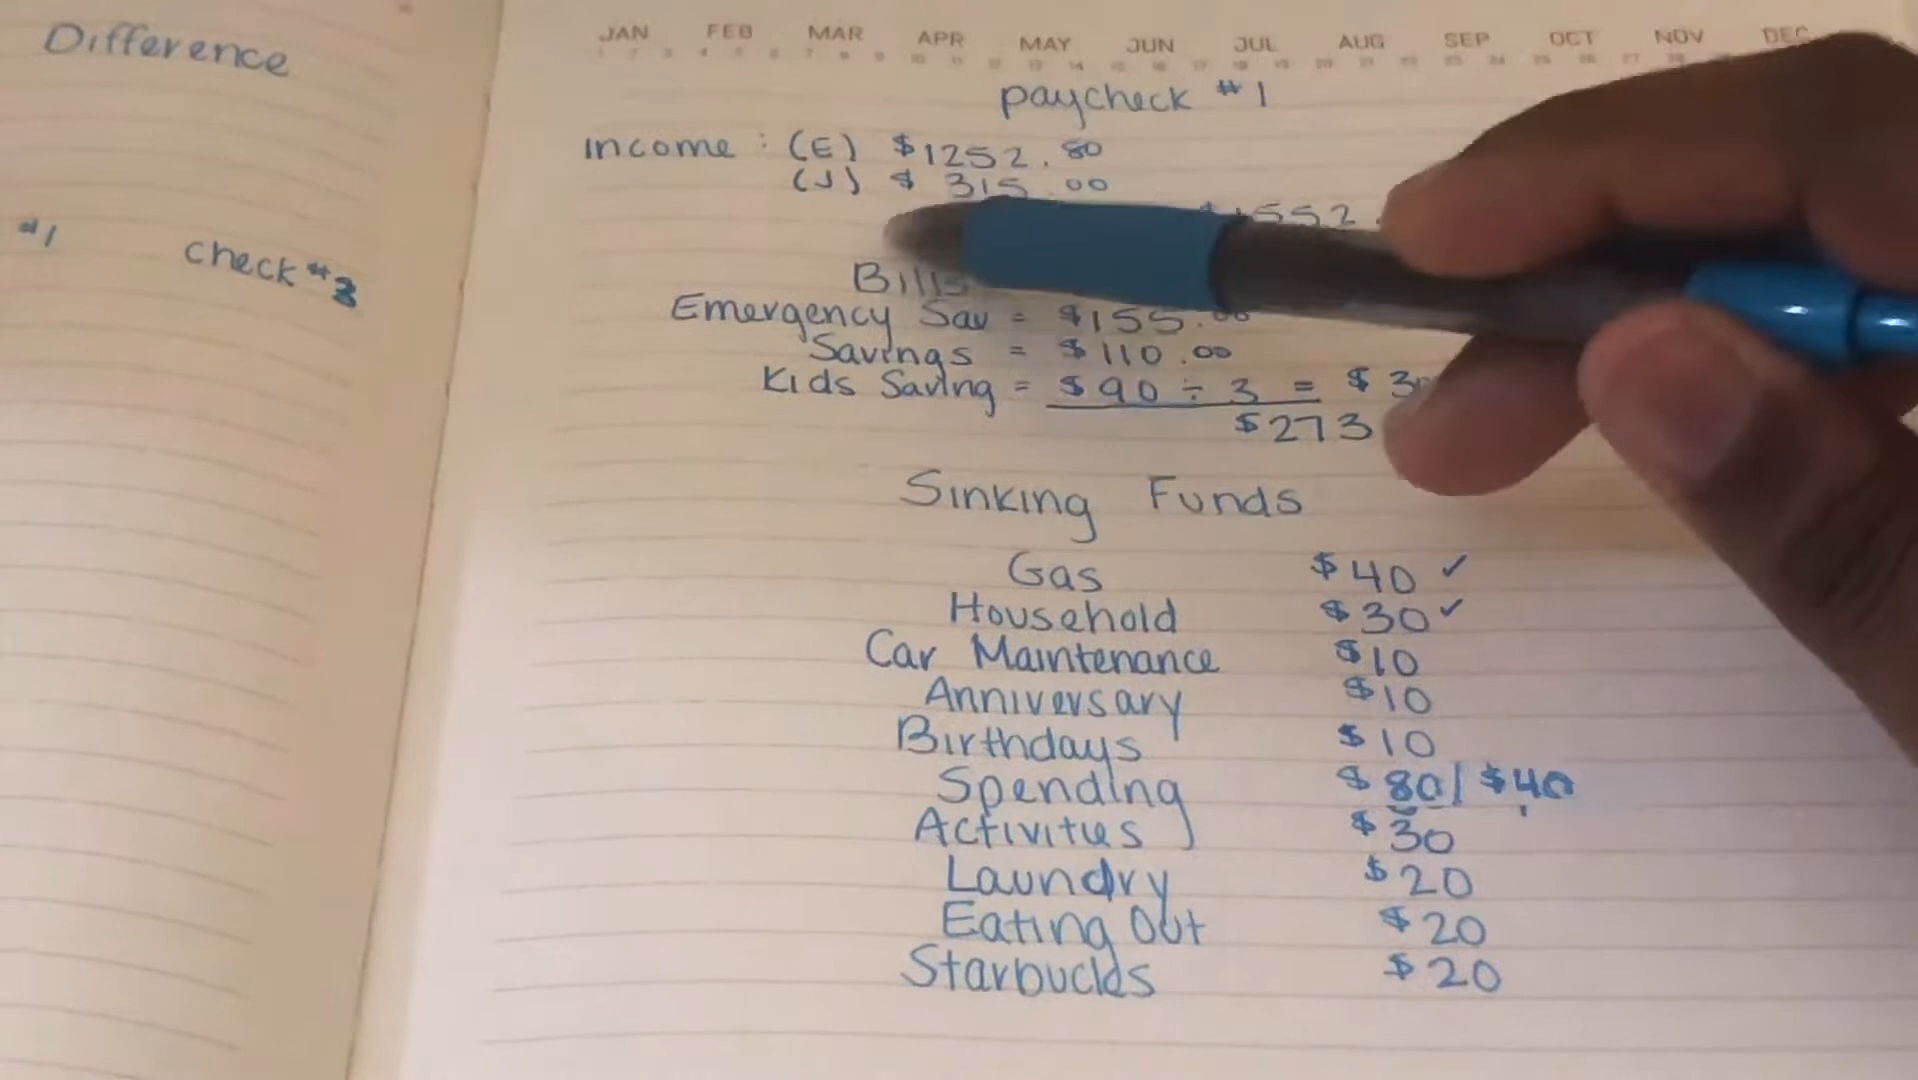 Difference
#1 check #3
JAN FEB MAR APR MAY JUN JUL AUG SEP OCT NOV DEC
paycheck #1
Income : (E) $1252.80
(J) $ 315.00
1552.
Bills
Emergency Sav = $155.00
Savings = $110.00
Kids Saving = $90 ÷ 3 = $ 30
$273
Sinking Funds
Gas $40 ✓
Household $30 ✓
Car Maintenance $10
Anniversary $10
Birthdays $10
Spending $80/$40
Activities $30
Laundry $20
Eating Out $20
Starbucks $20